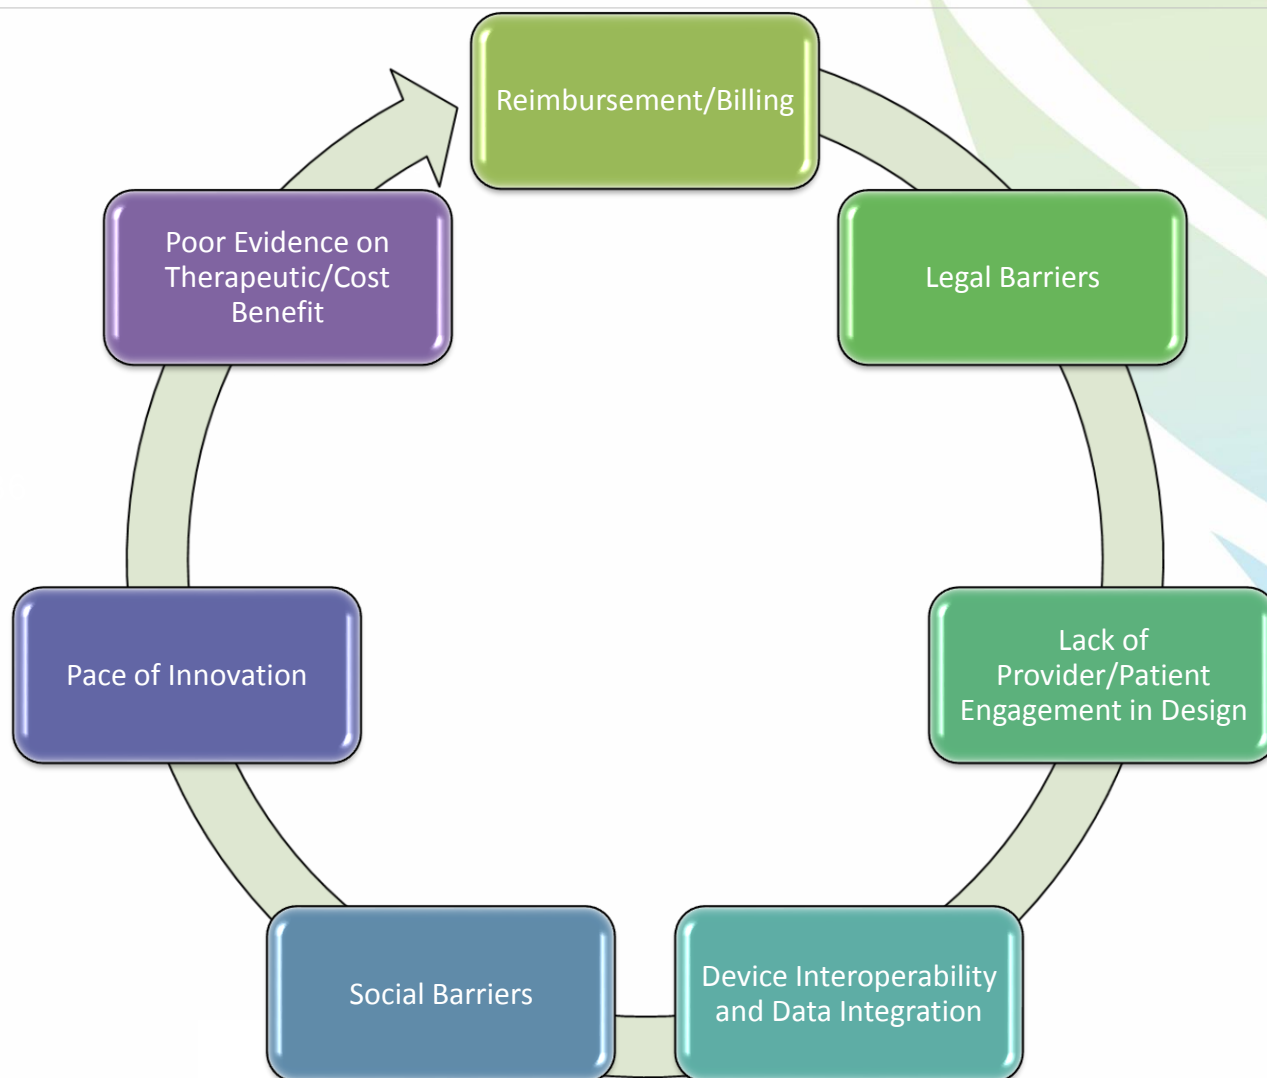 Reimbursement/Billing
Legal Barriers
Lack of
Provider/Patient
Engagement in Design
Device Interoperability
and Data Integration
Social Barriers
Pace of Innovation
Poor Evidence on
Therapeutic/Cost
Benefit